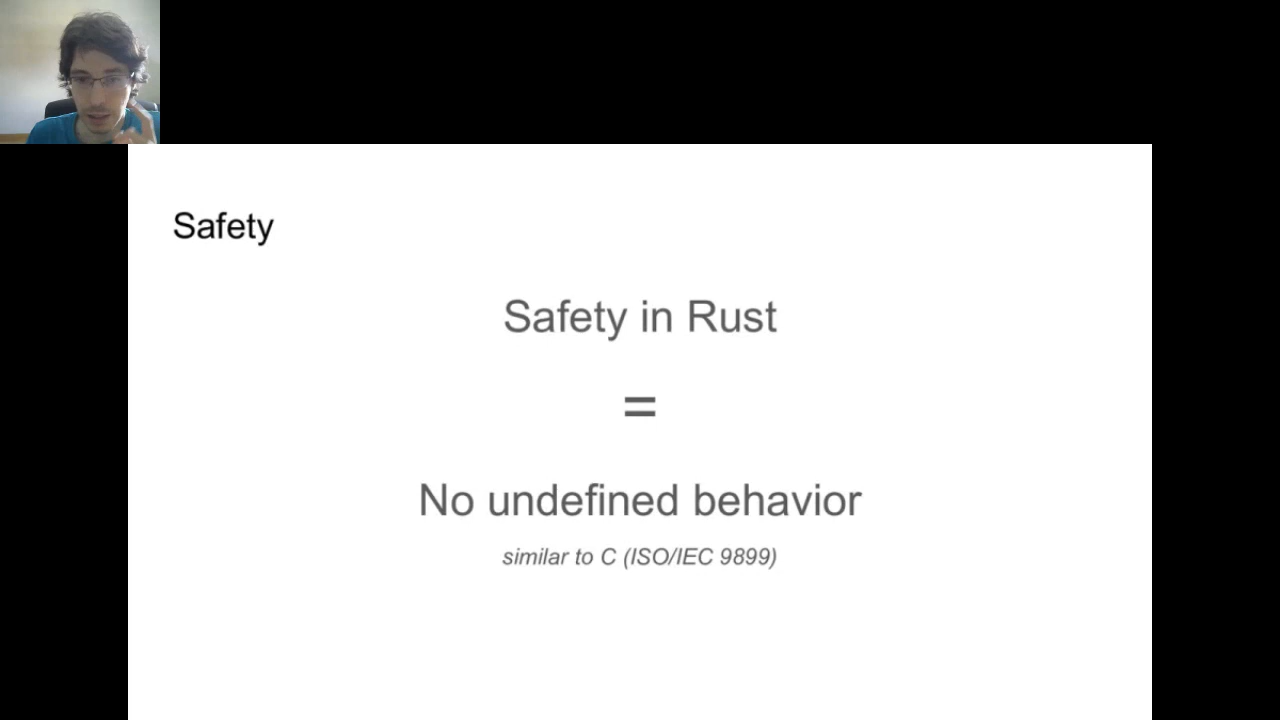 Safety
Safety in Rust
=
No undefined behavior
similar to C (ISO/IEC 9899)